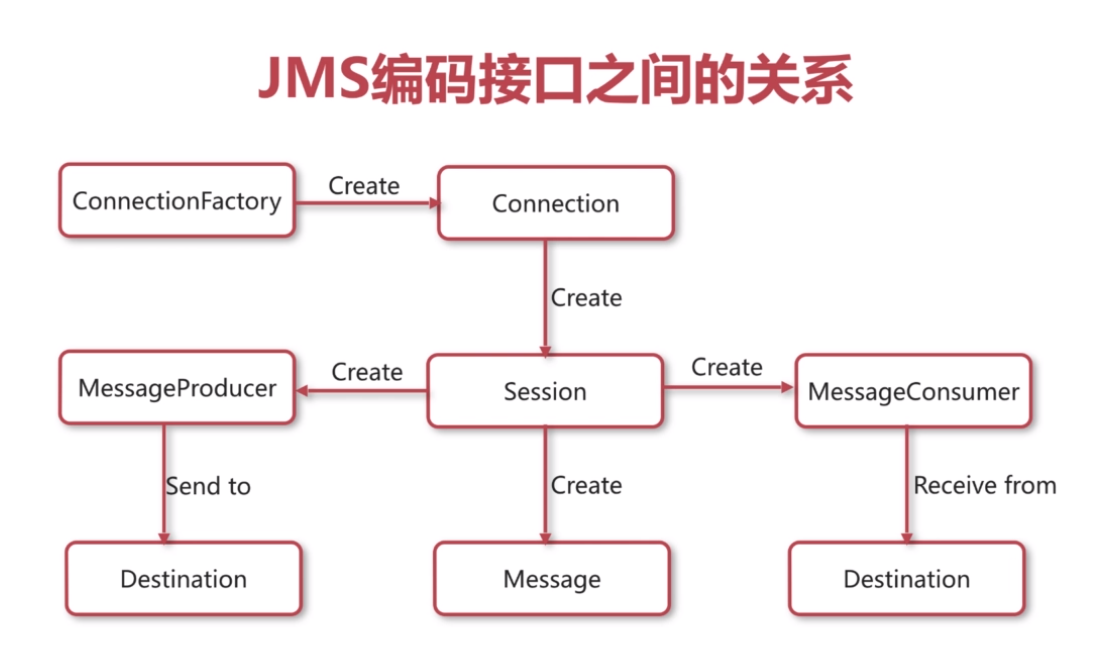 JMS编码接口之间的关系
ConnectionFactory
Create
Connection
Create
MessageProducer
Create
Session
Create
MessageConsumer
Send to
Create
Receive from
Destination
Message
Destination